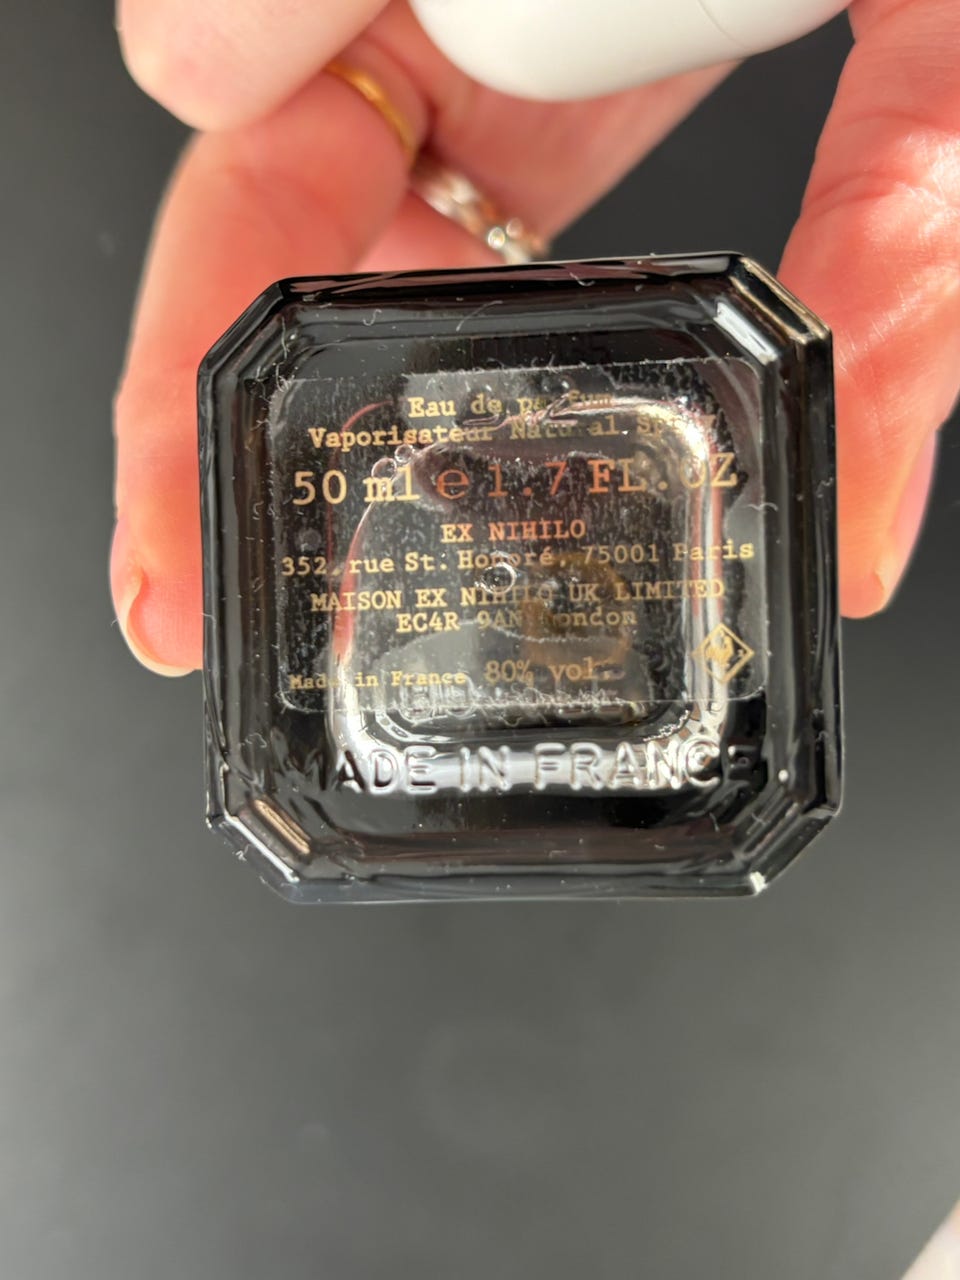 Eau de parfum
Vaporisateur Natural Spray
50 ml e 1.7 FL.OZ
EX NIHILO
352, rue St. Honoré, 75001 Paris
MAISON EX NIHILO UK LIMITED
EC4R 9AN London
Made in France 80% vol.
MADE IN FRANCE